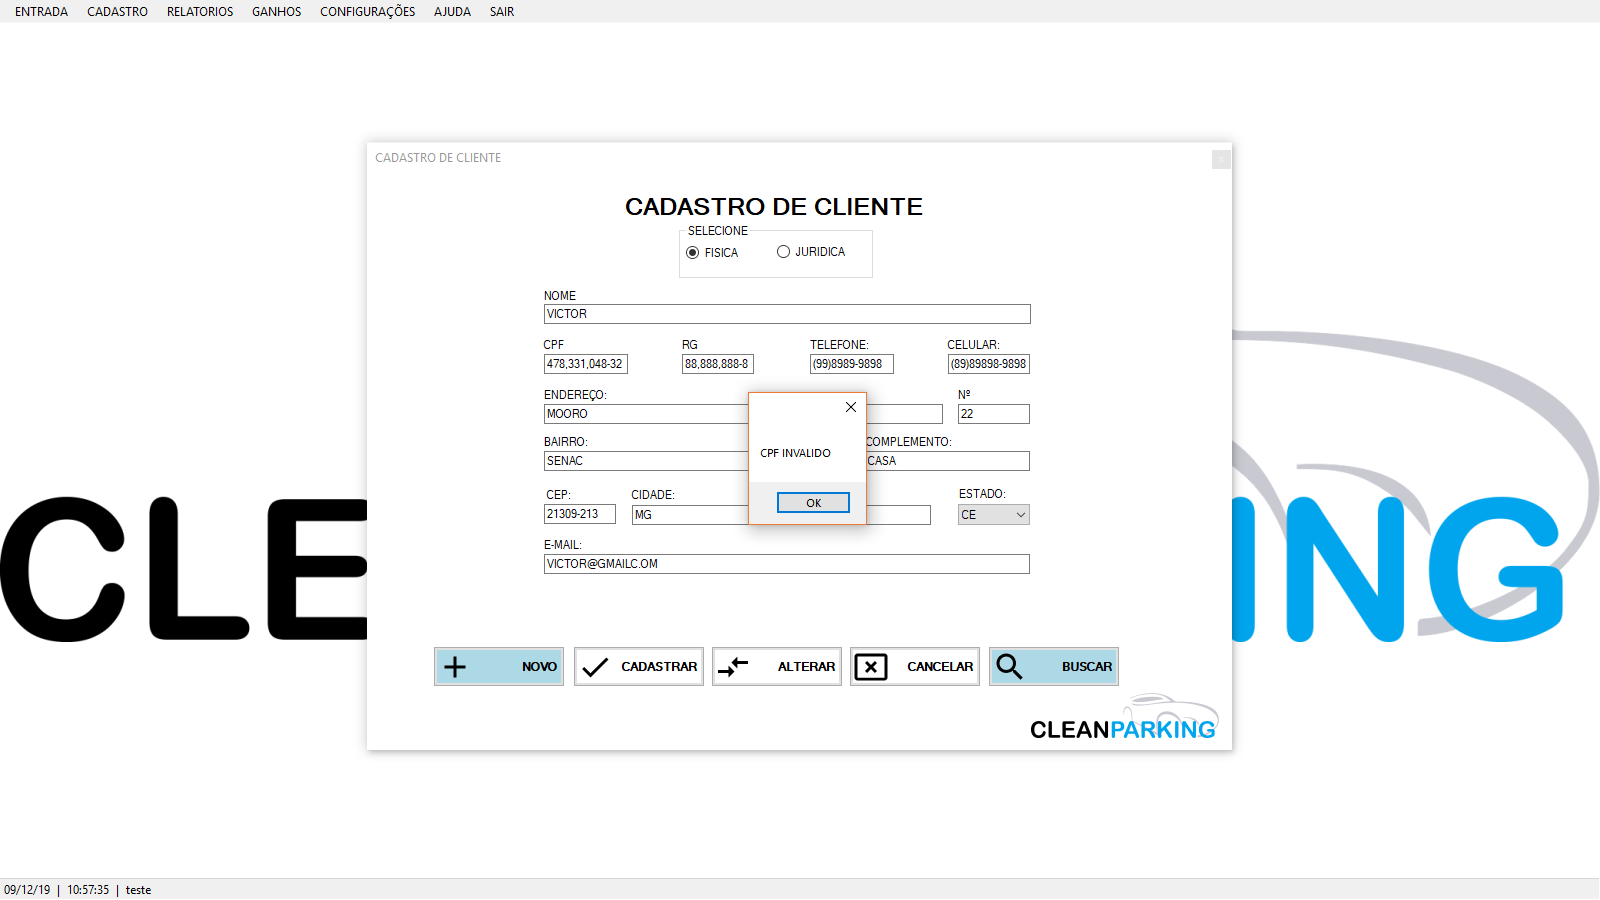 ENTRADA CADASTRO RELATORIOS GANHOS CONFIGURAÇÕES AJUDA SAIR
CADASTRO DE CLIENTE
CADASTRO DE CLIENTE
SELECIONE
FISICA JURIDICA
NOME
VICTOR
CPF RG TELEFONE: CELULAR:
478,331,048-32 88,888,888-8 (99)8989-9898 (89)89898-9898
ENDEREÇO: Nº
MOORO 22
BAIRRO: COMPLEMENTO:
SENAC CASA
CPF INVALIDO
OK
CEP: CIDADE: ESTADO:
21309-213 MG CE
E-MAIL:
VICTOR@GMAILC.OM
NOVO CADASTRAR ALTERAR CANCELAR BUSCAR
CLEANPARKING
CLE ING
09/12/19 | 10:57:35 | teste